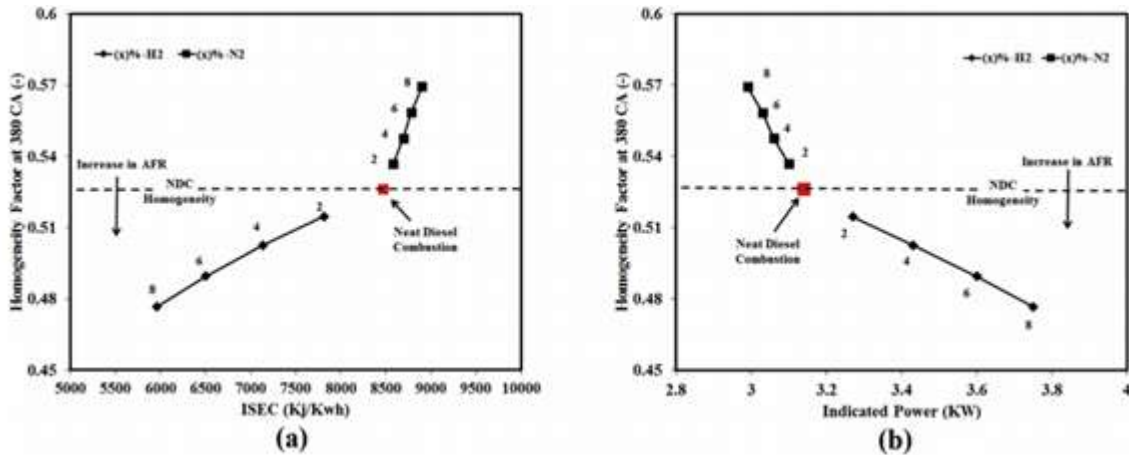 0.6
(x)%-H2 (x)%-N2
8
0.57
6
4
2
0.54
Increase in AFR
NDC
Homogeneity
2
0.51
4
Neat Diesel
Combustion
6
8
0.48
0.45
5000 5500 6000 6500 7000 7500 8000 8500 9000 9500 10000
Homogeneity Factor at 380 CA (-)
ISEC (Kj/Kwh)
(a)
0.6
(x)%-H2 (x)%-N2
8
0.57
6
4
2
0.54
Increase in AFR
NDC
Homogeneity
0.51
2
Neat Diesel
Combustion
4
6
0.48
8
0.45
2.8 3 3.2 3.4 3.6 3.8 4
Homogeneity Factor at 380 CA (-)
Indicated Power (KW)
(b)